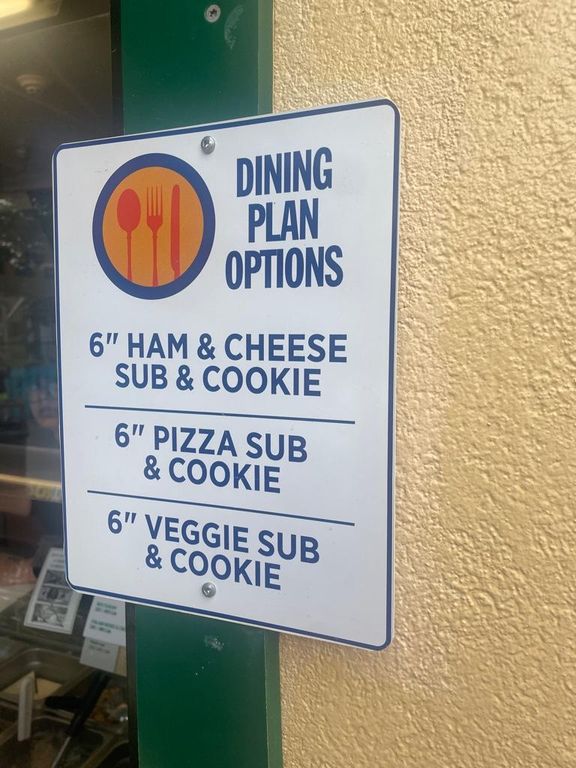 DINING
PLAN
OPTIONS
6" HAM & CHEESE
SUB & COOKIE
6" PIZZA SUB
& COOKIE
6" VEGGIE SUB
& COOKIE